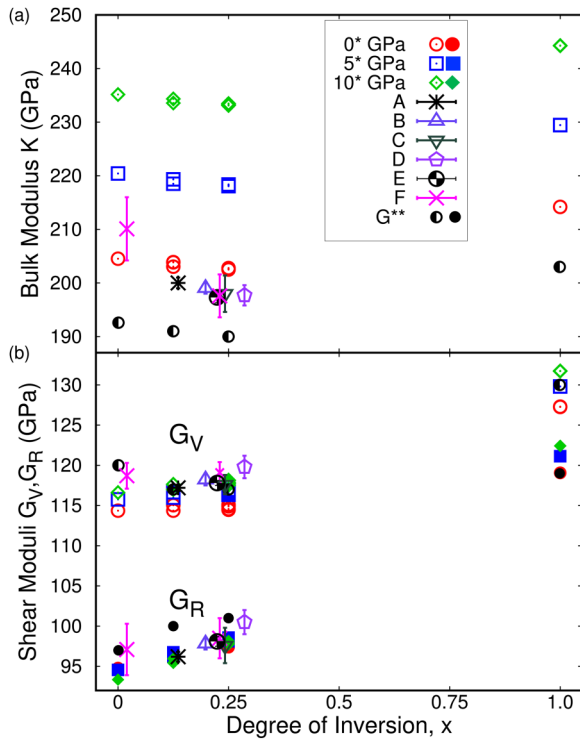 (a)
250
240
230
220
210
200
190
Bulk Modulus K (GPa)
0* GPa
5* GPa
10* GPa
A
B
C
D
E
F
G**
(b)
130
125
120
115
110
105
100
95
Shear Moduli G_V,G_R (GPa)
G_V
G_R
0
0.25
0.5
0.75
1.0
Degree of Inversion, x